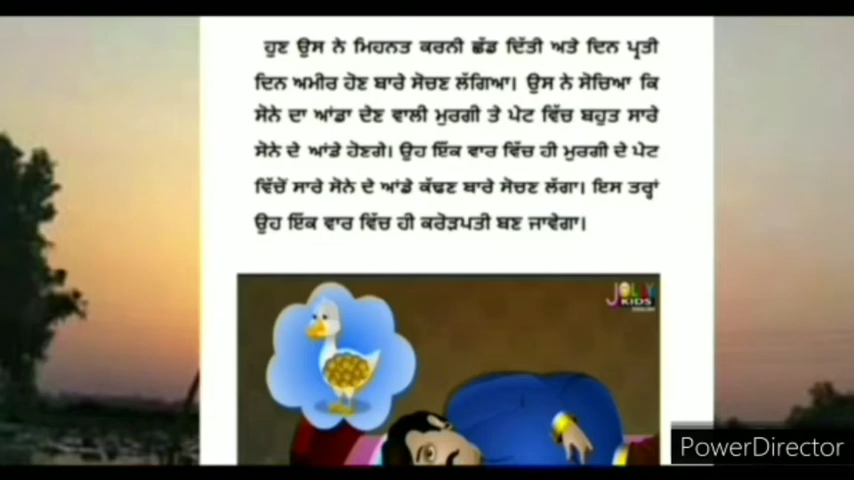 ਹੁਣ ਉਸ ਨੇ ਮਿਹਨਤ ਕਰਨੀ ਛੱਡ ਦਿੱਤੀ ਅਤੇ ਦਿਨ ਪ੍ਰਤੀ
ਦਿਨ ਅਮੀਰ ਹੋਣ ਬਾਰੇ ਸੋਚਣ ਲੱਗਿਆ। ਉਸ ਨੇ ਸੋਚਿਆ ਕਿ
ਸੋਨੇ ਦਾ ਆਂਡਾ ਦੇਣ ਵਾਲੀ ਮੁਰਗੀ ਤੇ ਪੇਟ ਵਿੱਚ ਬਹੁਤ ਸਾਰੇ
ਸੋਨੇ ਦੇ ਆਂਡੇ ਹੋਣਗੇ। ਉਹ ਇੱਕ ਵਾਰ ਵਿੱਚ ਹੀ ਮੁਰਗੀ ਦੇ ਪੇਟ
ਵਿੱਚੋਂ ਸਾਰੇ ਸੋਨੇ ਦੇ ਆਂਡੇ ਕੱਢਣ ਬਾਰੇ ਸੋਚਣ ਲੱਗਾ। ਇਸ ਤਰ੍ਹਾਂ
ਉਹ ਇੱਕ ਵਾਰ ਵਿੱਚ ਹੀ ਕਰੋੜਪਤੀ ਬਣ ਜਾਵੇਗਾ।
JOLLY
KIDS
PowerDirector